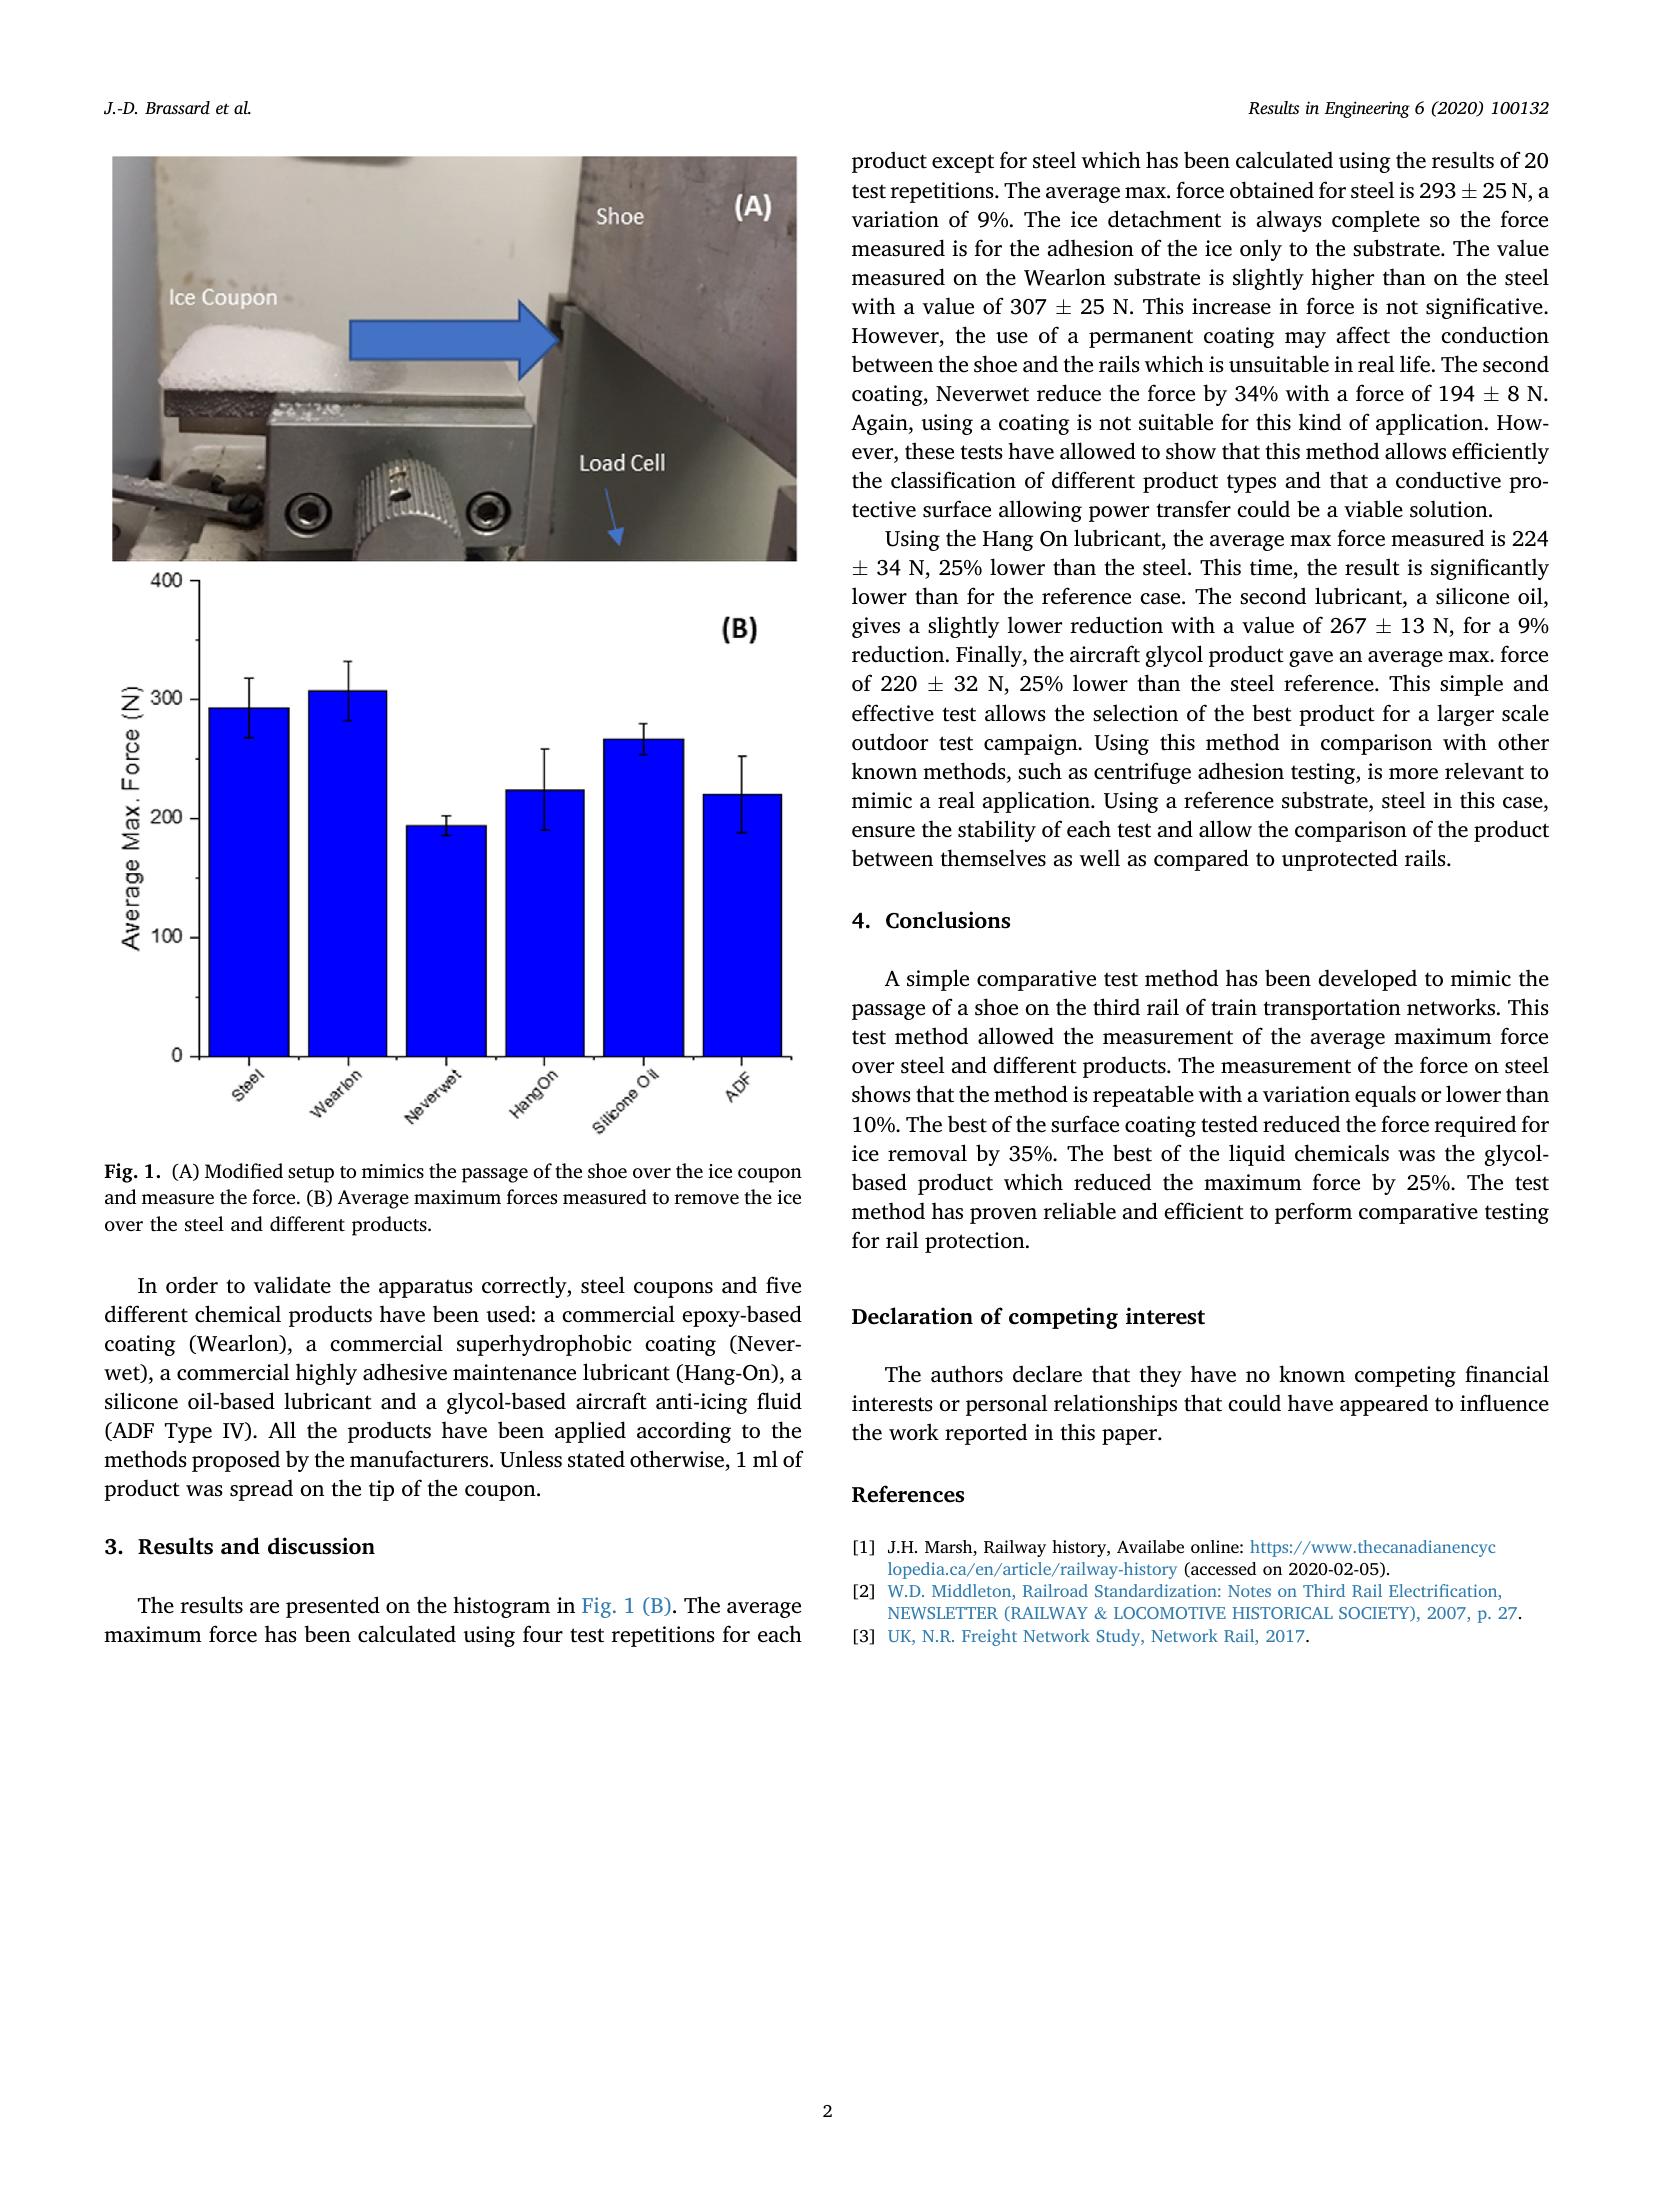 J.-D. Brassard et al.
Results in Engineering 6 (2020) 100132
(A)
Shoe
Ice Coupon
Load Cell
(B)
400
300
200
100
0
Average Max. Force (N)
Steel
Wearlon
Neverwet
HangOn
Silicone Oil
ADF
Fig. 1. (A) Modified setup to mimics the passage of the shoe over the ice coupon
and measure the force. (B) Average maximum forces measured to remove the ice
over the steel and different products.
In order to validate the apparatus correctly, steel coupons and five
different chemical products have been used: a commercial epoxy-based
coating (Wearlon), a commercial superhydrophobic coating (Never-
wet), a commercial highly adhesive maintenance lubricant (Hang-On), a
silicone oil-based lubricant and a glycol-based aircraft anti-icing fluid
(ADF Type IV). All the products have been applied according to the
methods proposed by the manufacturers. Unless stated otherwise, 1 ml of
product was spread on the tip of the coupon.
3. Results and discussion
The results are presented on the histogram in Fig. 1 (B). The average
maximum force has been calculated using four test repetitions for each
product except for steel which has been calculated using the results of 20
test repetitions. The average max. force obtained for steel is 293 ± 25 N, a
variation of 9%. The ice detachment is always complete so the force
measured is for the adhesion of the ice only to the substrate. The value
measured on the Wearlon substrate is slightly higher than on the steel
with a value of 307 ± 25 N. This increase in force is not significative.
However, the use of a permanent coating may affect the conduction
between the shoe and the rails which is unsuitable in real life. The second
coating, Neverwet reduce the force by 34% with a force of 194 ± 8 N.
Again, using a coating is not suitable for this kind of application. How-
ever, these tests have allowed to show that this method allows efficiently
the classification of different product types and that a conductive pro-
tective surface allowing power transfer could be a viable solution.
Using the Hang On lubricant, the average max force measured is 224
± 34 N, 25% lower than the steel. This time, the result is significantly
lower than for the reference case. The second lubricant, a silicone oil,
gives a slightly lower reduction with a value of 267 ± 13 N, for a 9%
reduction. Finally, the aircraft glycol product gave an average max. force
of 220 ± 32 N, 25% lower than the steel reference. This simple and
effective test allows the selection of the best product for a larger scale
outdoor test campaign. Using this method in comparison with other
known methods, such as centrifuge adhesion testing, is more relevant to
mimic a real application. Using a reference substrate, steel in this case,
ensure the stability of each test and allow the comparison of the product
between themselves as well as compared to unprotected rails.
4. Conclusions
A simple comparative test method has been developed to mimic the
passage of a shoe on the third rail of train transportation networks. This
test method allowed the measurement of the average maximum force
over steel and different products. The measurement of the force on steel
shows that the method is repeatable with a variation equals or lower than
10%. The best of the surface coating tested reduced the force required for
ice removal by 35%. The best of the liquid chemicals was the glycol-
based product which reduced the maximum force by 25%. The test
method has proven reliable and efficient to perform comparative testing
for rail protection.
Declaration of competing interest
The authors declare that they have no known competing financial
interests or personal relationships that could have appeared to influence
the work reported in this paper.
References
[1] J.H. Marsh, Railway history, Availabe online: https://www.thecanadianencyc
lopedia.ca/en/article/railway-history (accessed on 2020-02-05).
[2] W.D. Middleton, Railroad Standardization: Notes on Third Rail Electrification,
NEWSLETTER (RAILWAY & LOCOMOTIVE HISTORICAL SOCIETY), 2007, p. 27.
[3] UK, N.R. Freight Network Study, Network Rail, 2017.
2